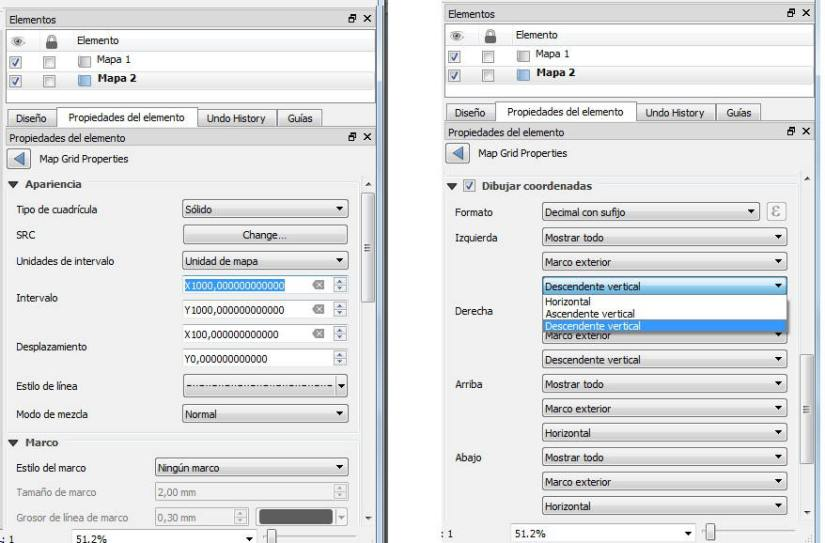 Elementos
Elemento
Mapa 1
Mapa 2
Diseño Propiedades del elemento Undo History Guías
Propiedades del elemento
Map Grid Properties
Apariencia
Tipo de cuadrícula Sólido
SRC Change...
Unidades de intervalo Unidad de mapa
Intervalo X1000,000000000000
Y1000,000000000000
Desplazamiento X100,000000000000
Y0,000000000000
Estilo de línea
Modo de mezcla Normal
Marco
Estilo del marco Ningún marco
Tamaño de marco 2,00 mm
Grosor de línea de marco 0,30 mm
: 1 51.2%
Elementos
Elemento
Mapa 1
Mapa 2
Diseño Propiedades del elemento Undo History Guías
Propiedades del elemento
Map Grid Properties
Dibujar coordenadas
Formato Decimal con sufijo ε
Izquierda Mostrar todo
Marco exterior
Descendente vertical
Horizontal
Ascendente vertical
Descendente vertical
Derecha
Marco exterior
Descendente vertical
Arriba Mostrar todo
Marco exterior
Horizontal
Abajo Mostrar todo
Marco exterior
Horizontal
: 1 51.2%